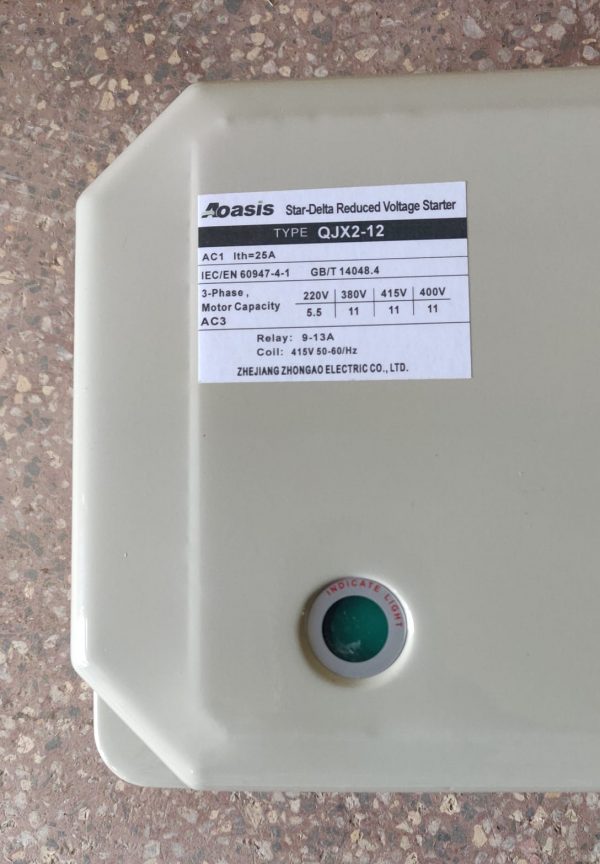 Aoasis Star-Delta Reduced Voltage Starter
TYPE QJX2-12
AC1 Ith=25A
IEC/EN 60947-4-1 GB/T 14048.4
3-Phase , 220V 380V 415V 400V
Motor Capacity 5.5 11 11 11
AC3
Relay: 9-13A
Coil: 415V 50-60/Hz
ZHEJIANG ZHONGAO ELECTRIC CO., LTD.
INDICATE LIGHT